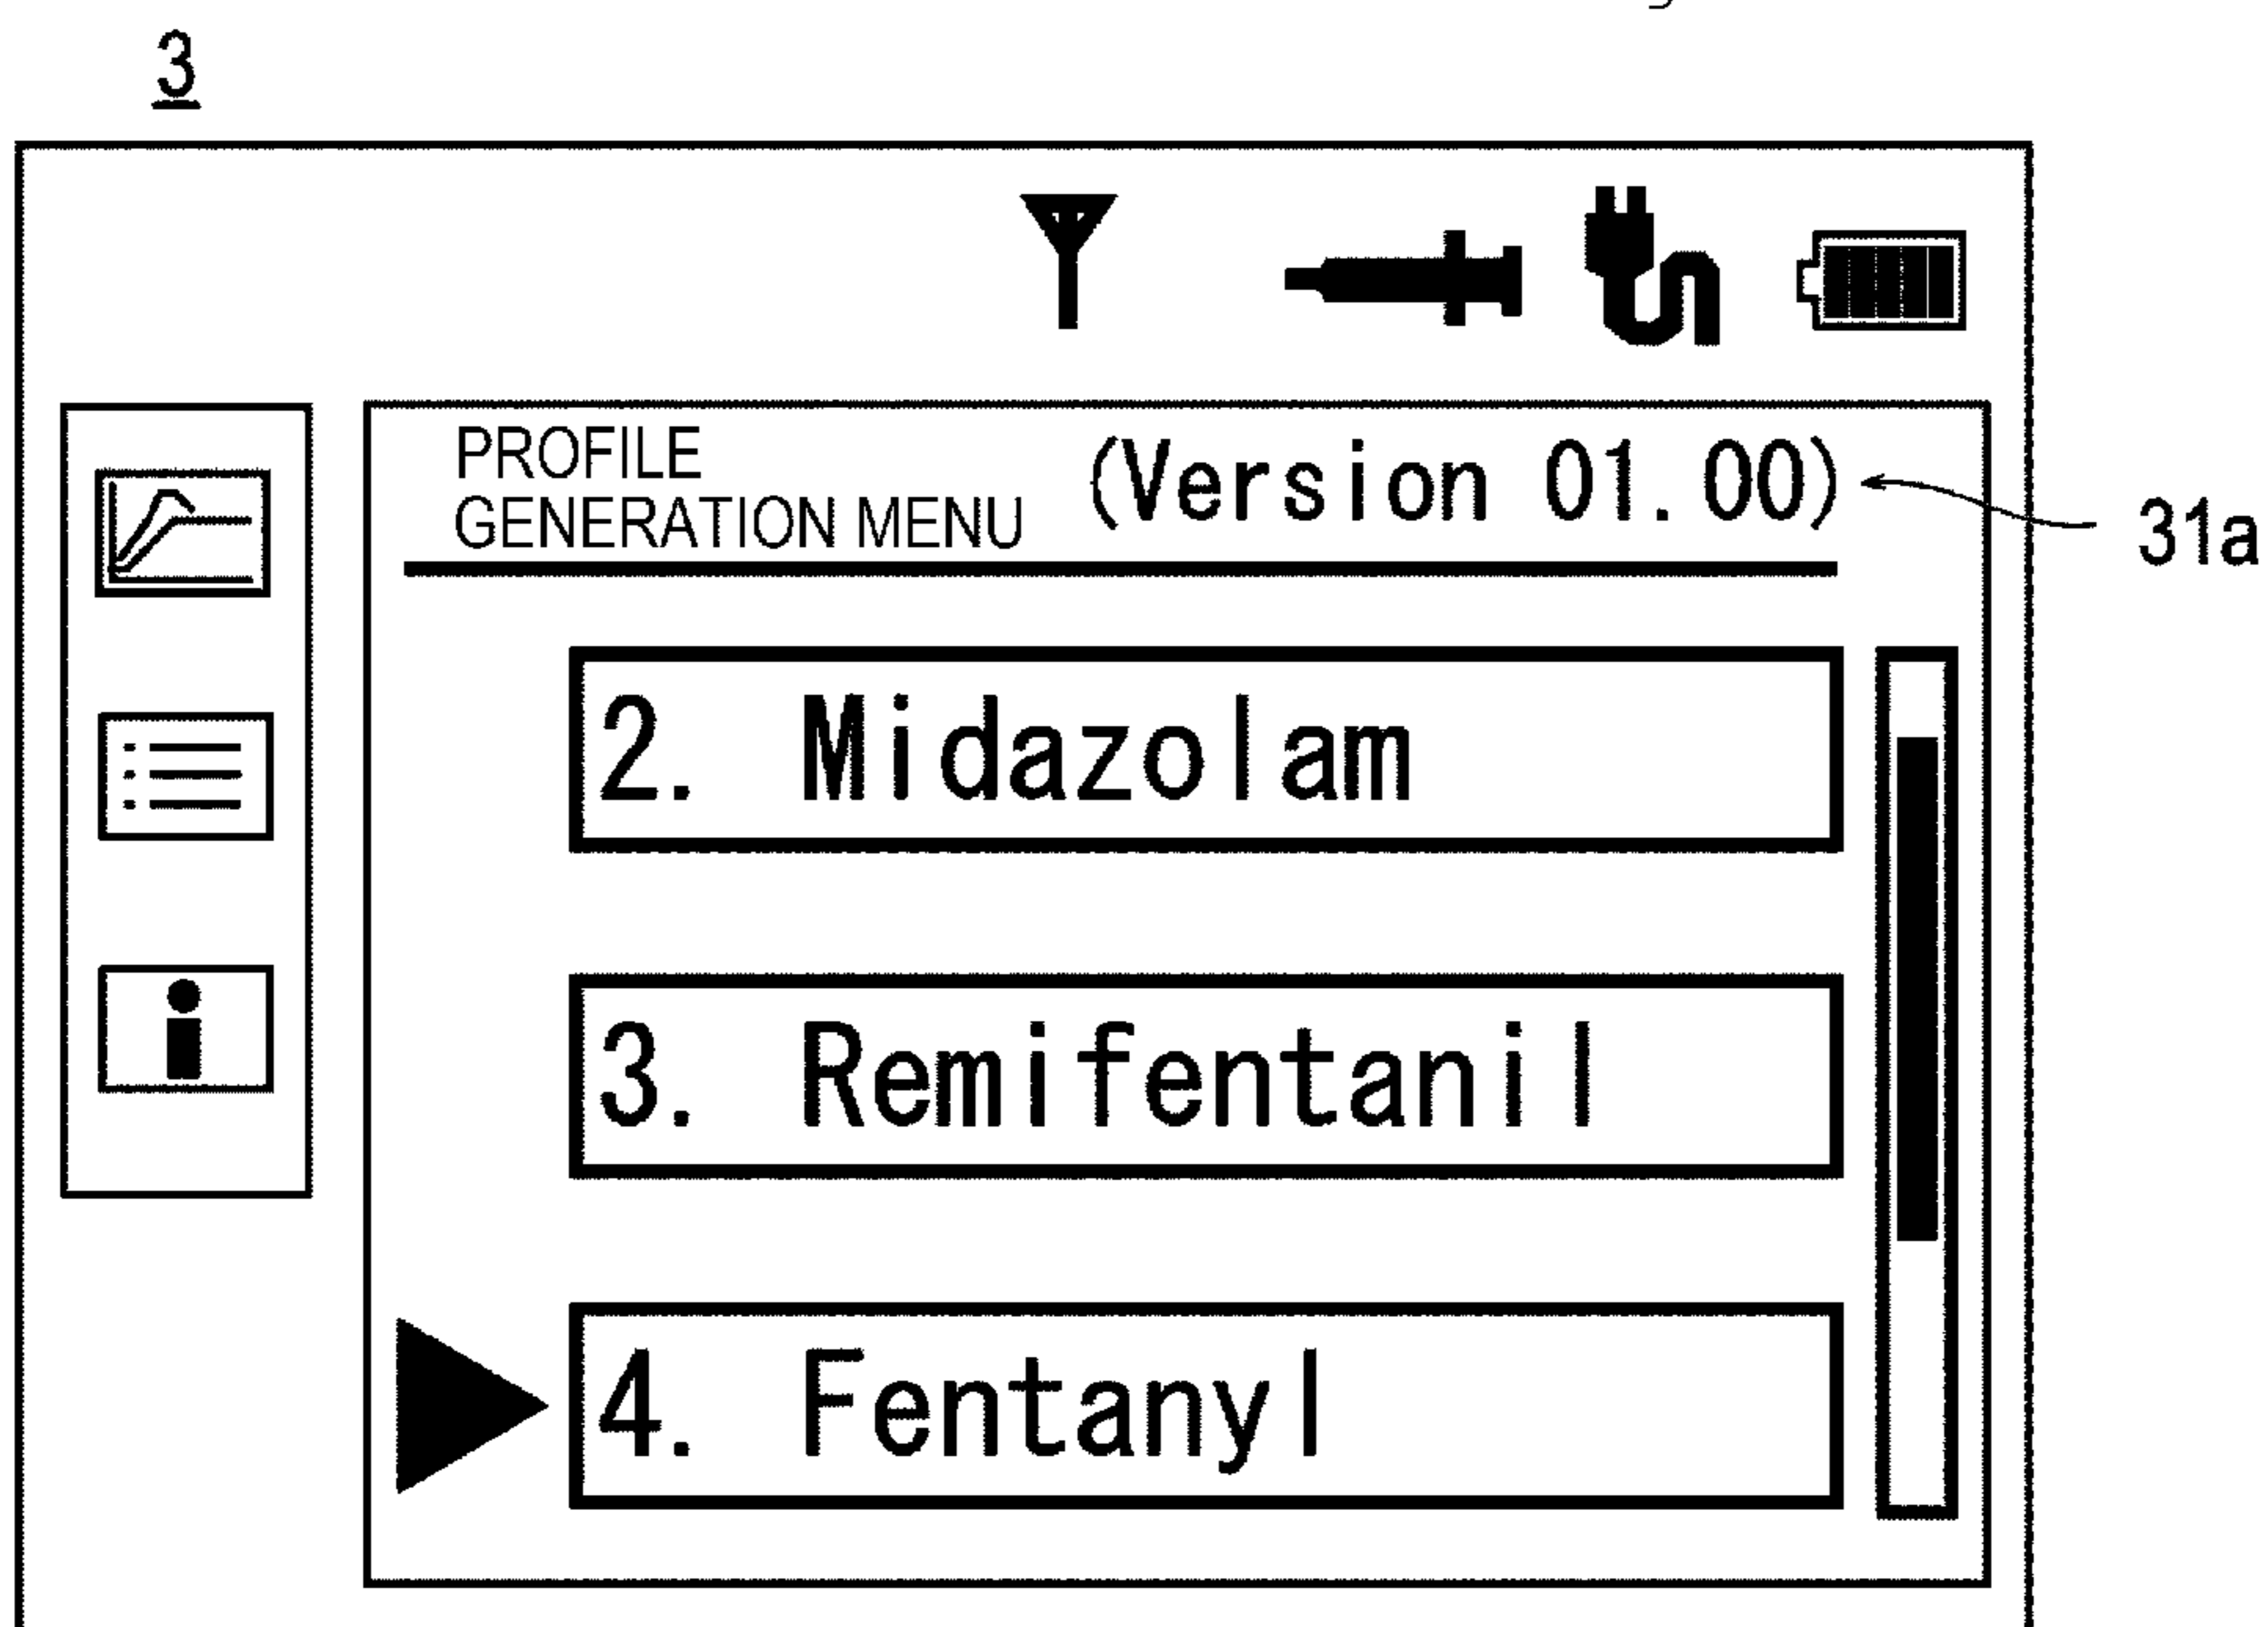 3
PROFILE
GENERATION MENU
(Version 01.00)
31a
2. Midazolam
3. Remifentanil
4. Fentanyl